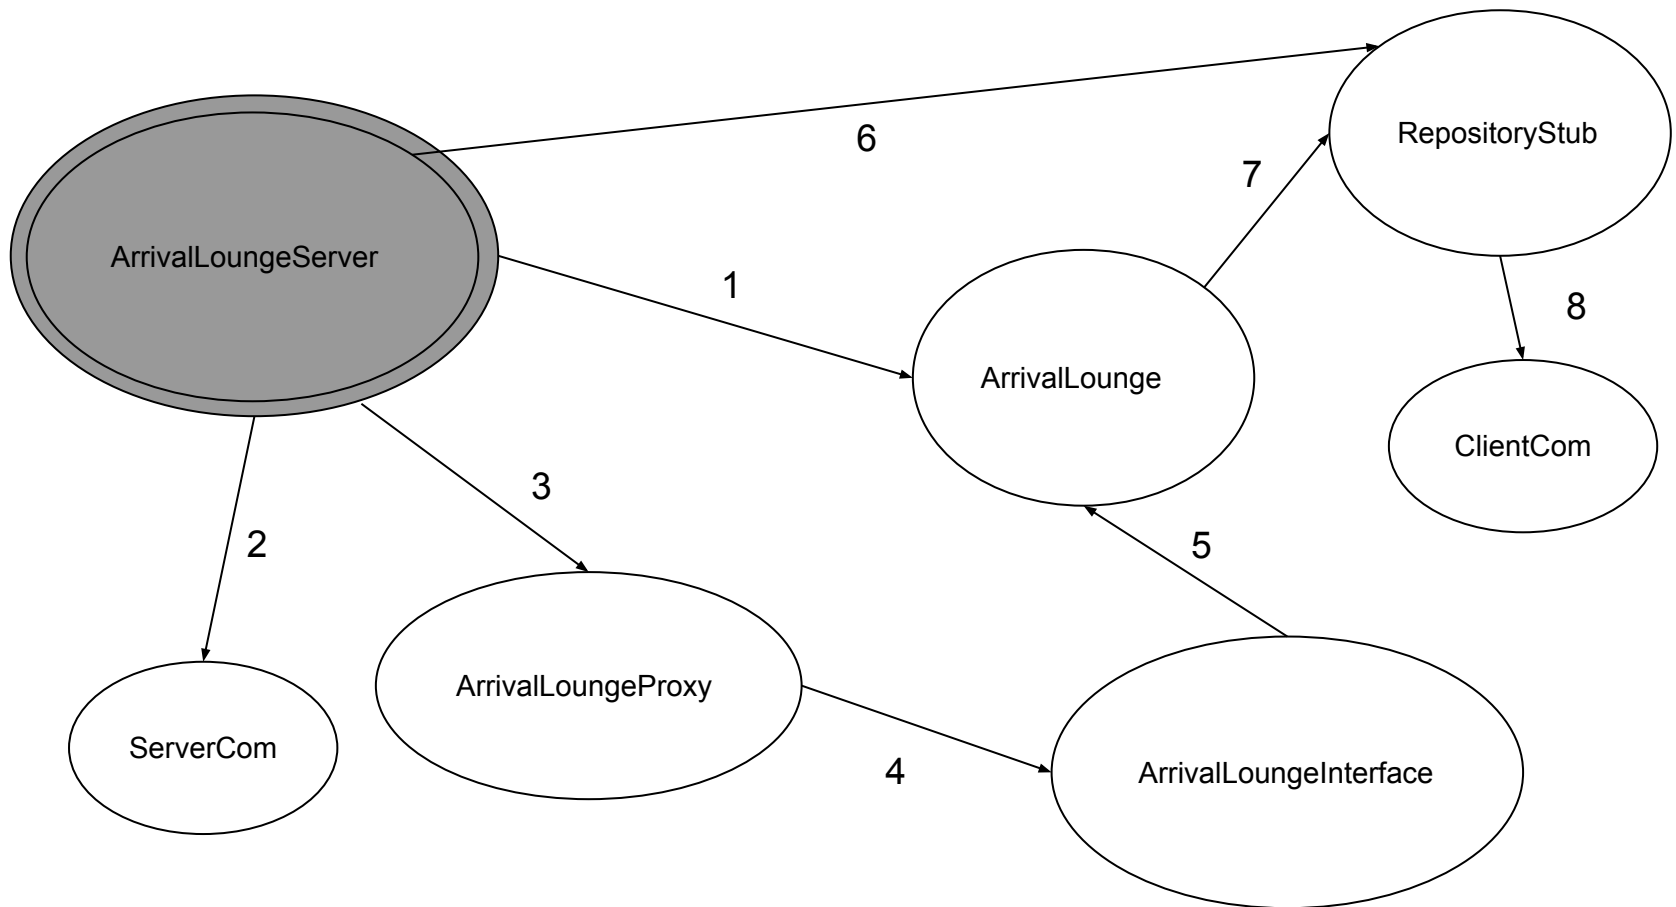 RepositoryStub
6
7
ArrivalLoungeServer
1
8
ArrivalLounge
ClientCom
3
2
5
ArrivalLoungeProxy
ServerCom
4
ArrivalLoungeInterface